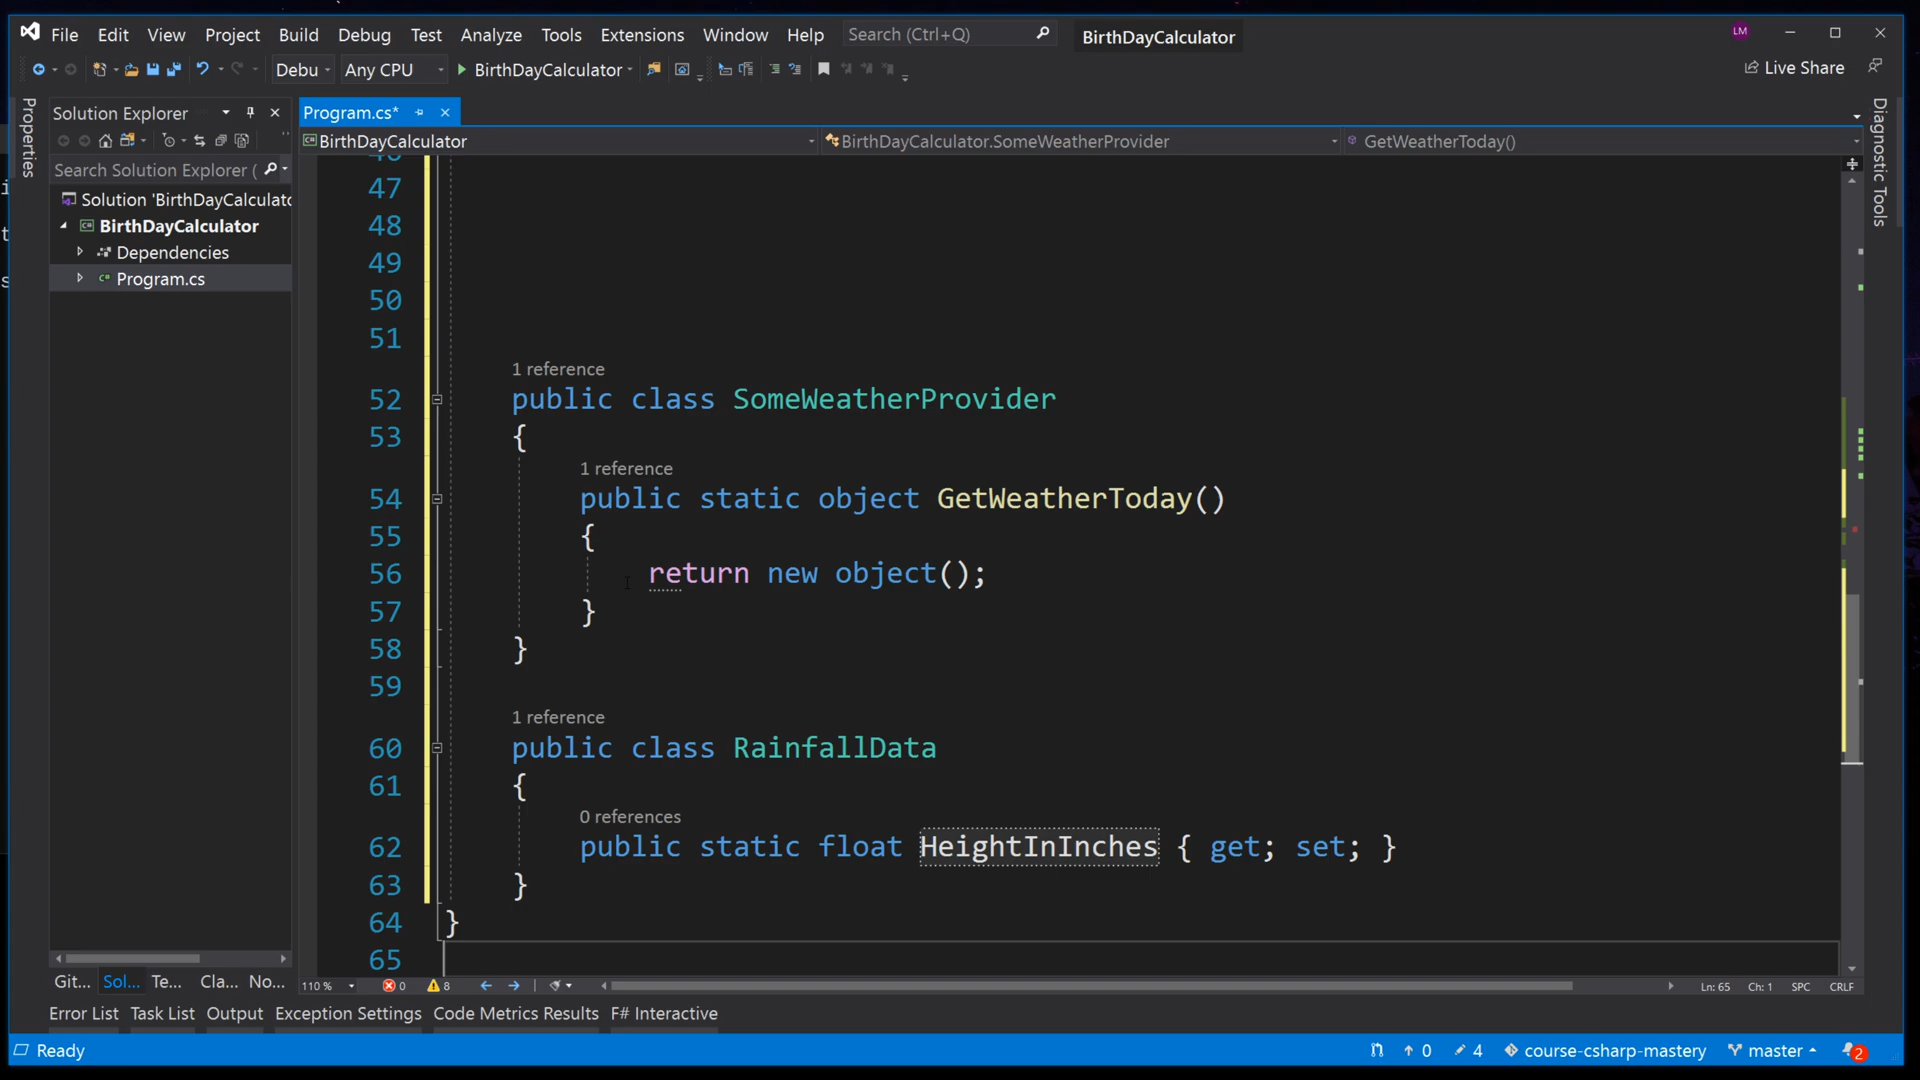 File Edit View Project Build Debug Test Analyze Tools Extensions Window Help Search (Ctrl+Q) BirthDayCalculator LM
Debu Any CPU BirthDayCalculator Live Share
Properties
Solution Explorer
Search Solution Explorer (
Solution 'BirthDayCalculato
BirthDayCalculator
Dependencies
Program.cs
Program.cs*
BirthDayCalculator BirthDayCalculator.SomeWeatherProvider GetWeatherToday()
47
48
49
50
51
1 reference
52 public class SomeWeatherProvider
53 {
1 reference
54 public static object GetWeatherToday()
55 {
56 return new object();
57 }
58 }
59
1 reference
60 public class RainfallData
61 {
0 references
62 public static float HeightInInches { get; set; }
63 }
64 }
65
Diagnostic Tools
Git... Sol... Te... Cla... No...
110 % 0 8 Ln: 65 Ch: 1 SPC CRLF
Error List Task List Output Exception Settings Code Metrics Results F# Interactive
Ready 0 4 course-csharp-mastery master 2